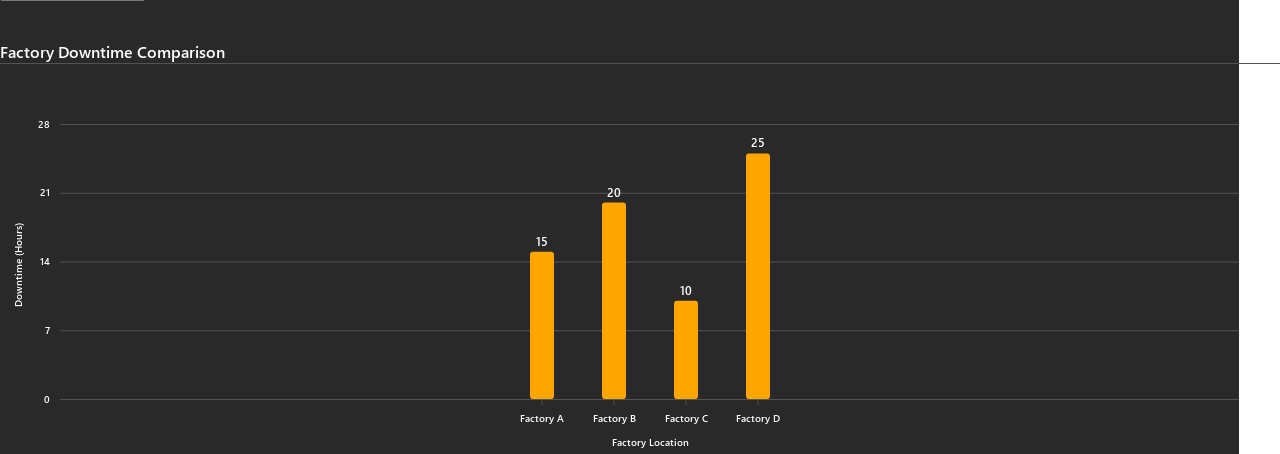 Factory Downtime Comparison
28
21
14
7
0
Downtime (Hours)
15
20
10
25
Factory A
Factory B
Factory C
Factory D
Factory Location